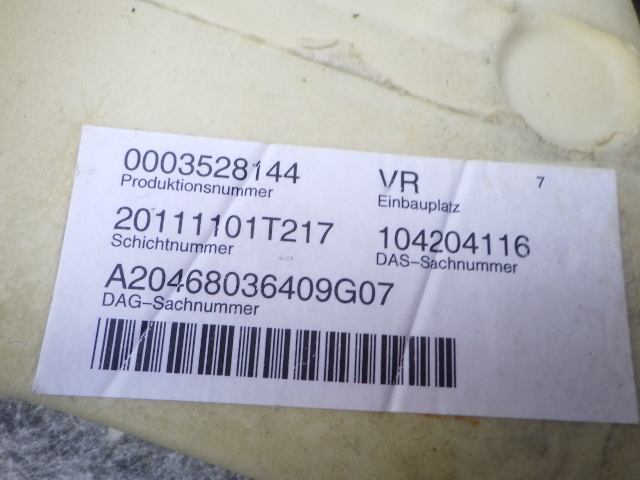 0003528144 VR 7
Produktionsnummer Einbauplatz
20111101T217 104204116
Schichtnummer DAS-Sachnummer
A20468036409G07
DAG-Sachnummer